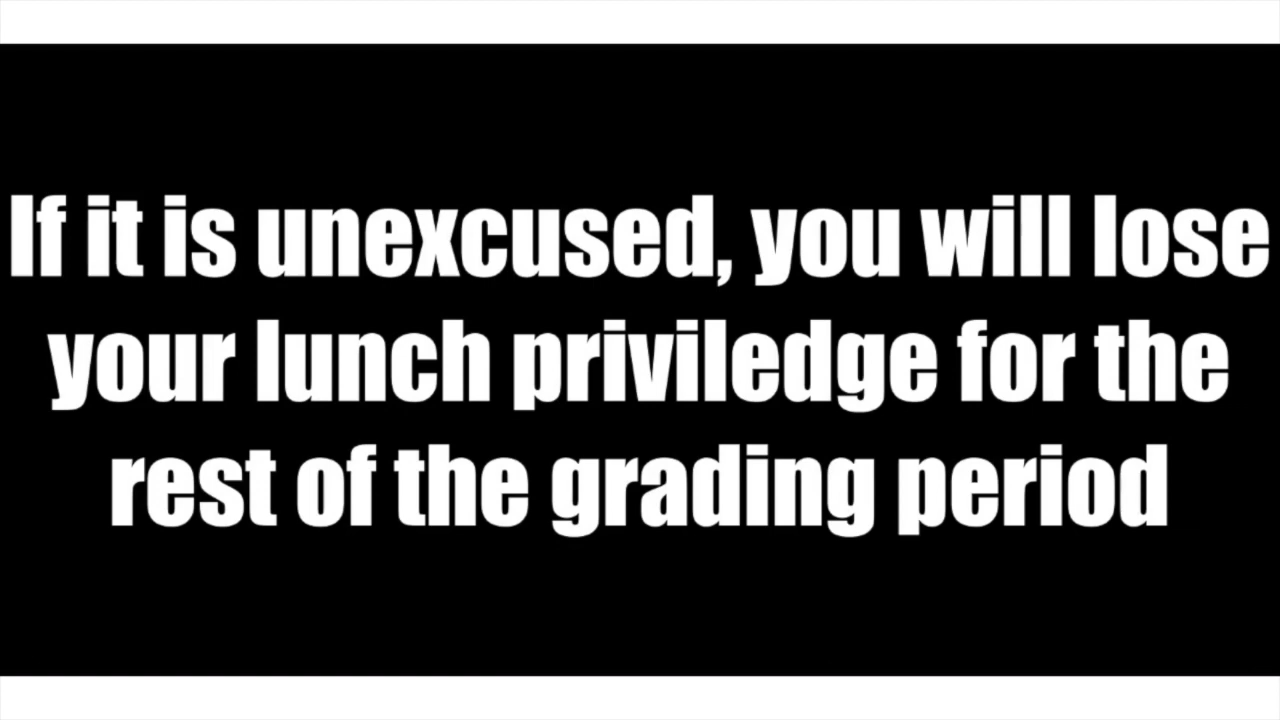 If it is unexcused, you will lose
your lunch priviledge for the
rest of the grading period